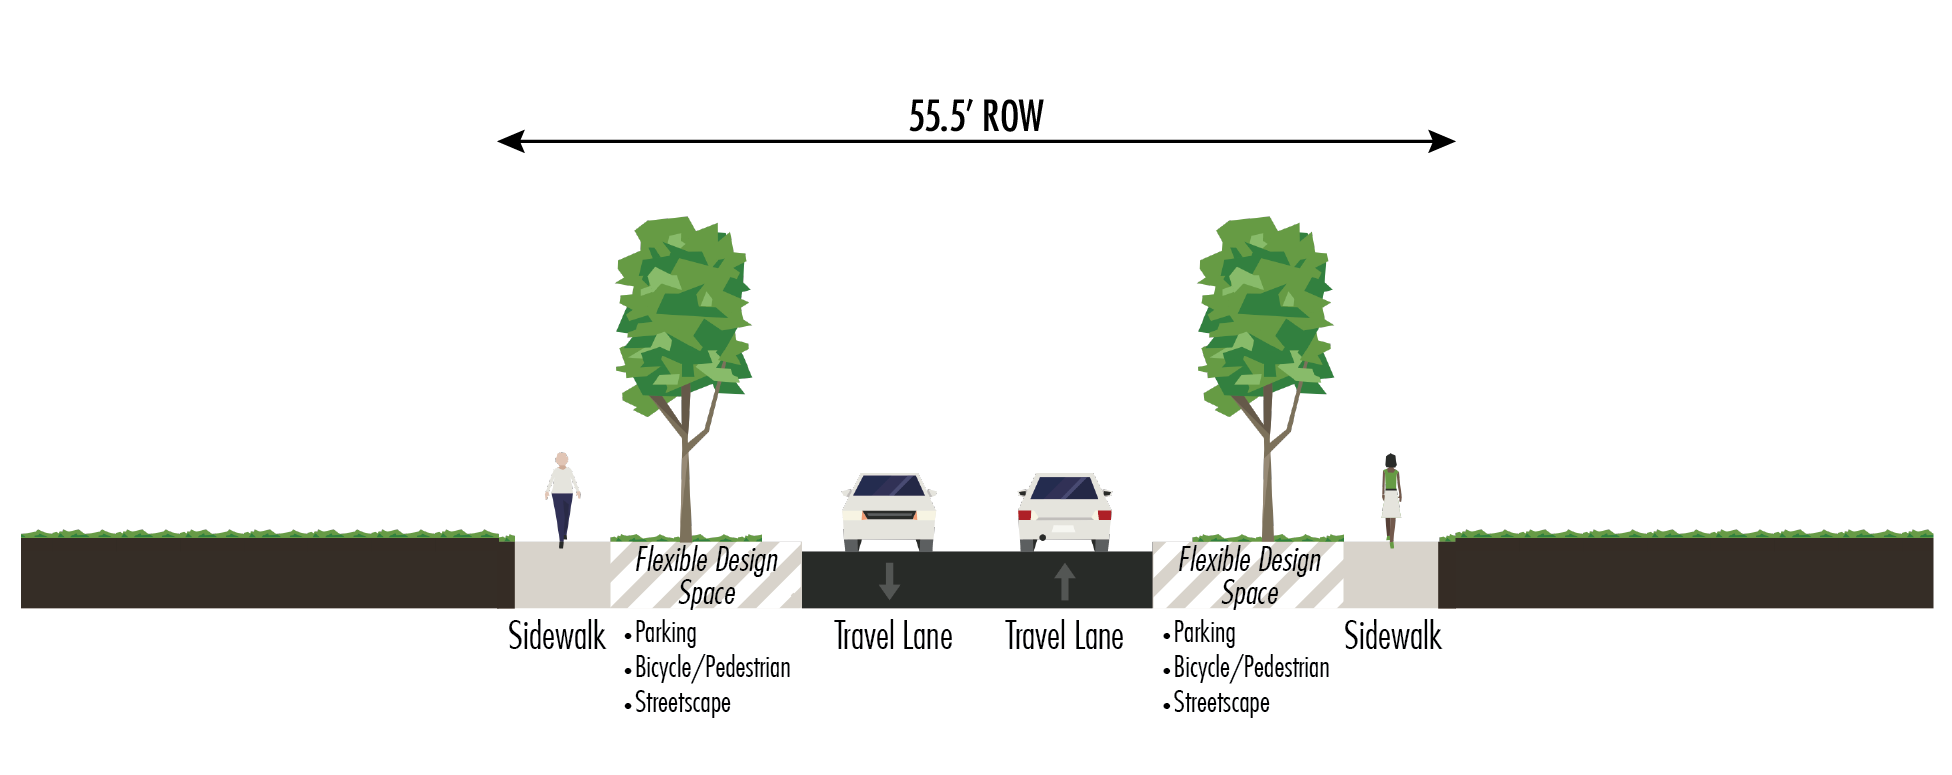 55.5' ROW
Flexible Design
Space
Flexible Design
Space
Sidewalk
• Parking
• Bicycle/Pedestrian
• Streetscape
Travel Lane
Travel Lane
• Parking
• Bicycle/Pedestrian
• Streetscape
Sidewalk